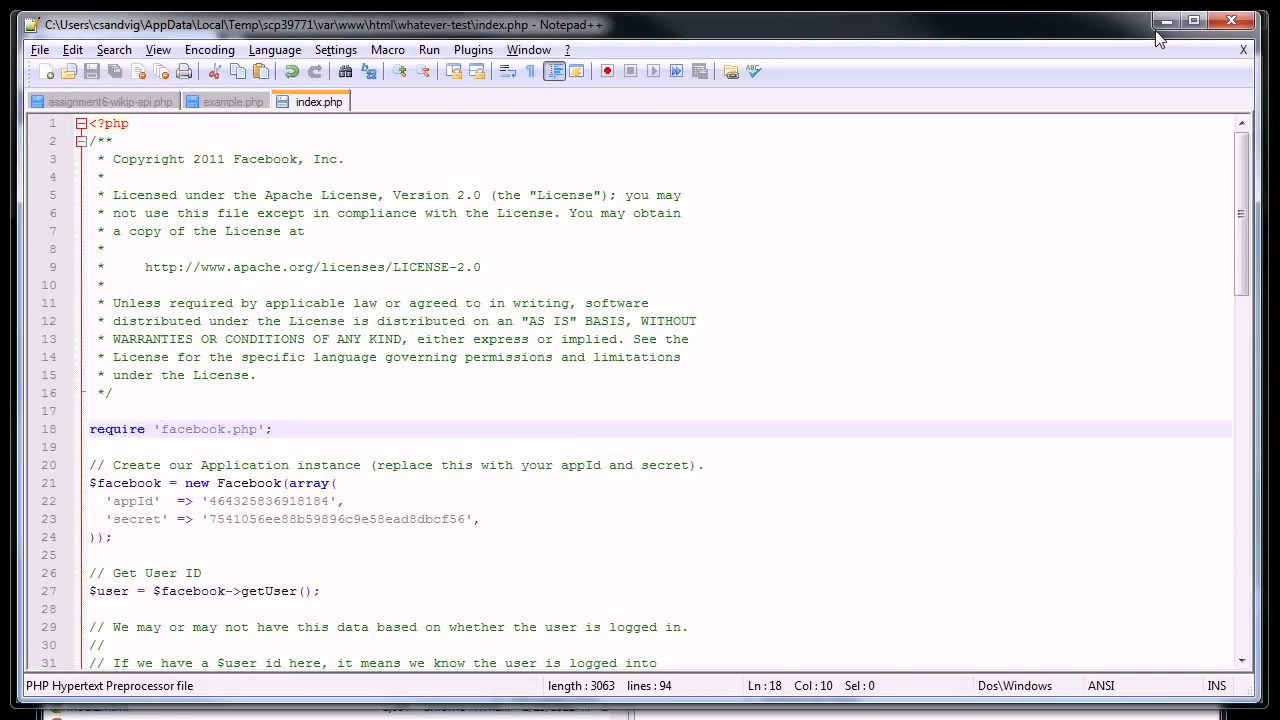 C:\Users\csandvig\AppData\Local\Temp\scp39771\var\www\html\whatever-test\index.php - Notepad++
File Edit Search View Encoding Language Settings Macro Run Plugins Window ? X
assignment6-wikip-api.php example.php index.php
1 <?php
2 /**
3 * Copyright 2011 Facebook, Inc.
4 *
5 * Licensed under the Apache License, Version 2.0 (the "License"); you may
6 * not use this file except in compliance with the License. You may obtain
7 * a copy of the License at
8 *
9 * http://www.apache.org/licenses/LICENSE-2.0
10 *
11 * Unless required by applicable law or agreed to in writing, software
12 * distributed under the License is distributed on an "AS IS" BASIS, WITHOUT
13 * WARRANTIES OR CONDITIONS OF ANY KIND, either express or implied. See the
14 * License for the specific language governing permissions and limitations
15 * under the License.
16 */
17
18 require 'facebook.php';
19
20 // Create our Application instance (replace this with your appId and secret).
21 $facebook = new Facebook(array(
22 'appId' => '464325836918184',
23 'secret' => '7541056ee88b59896c9e58ead8dbcf56',
24 ));
25
26 // Get User ID
27 $user = $facebook->getUser();
28
29 // We may or may not have this data based on whether the user is logged in.
30 //
31 // If we have a $user id here, it means we know the user is logged into
PHP Hypertext Preprocessor file length : 3063 lines : 94 Ln : 18 Col : 10 Sel : 0 Dos\Windows ANSI INS